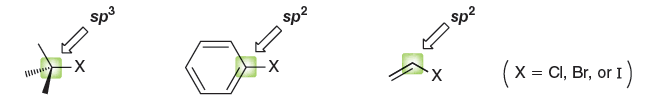 sp³ sp² sp²
X X X ( X = Cl, Br, or I )